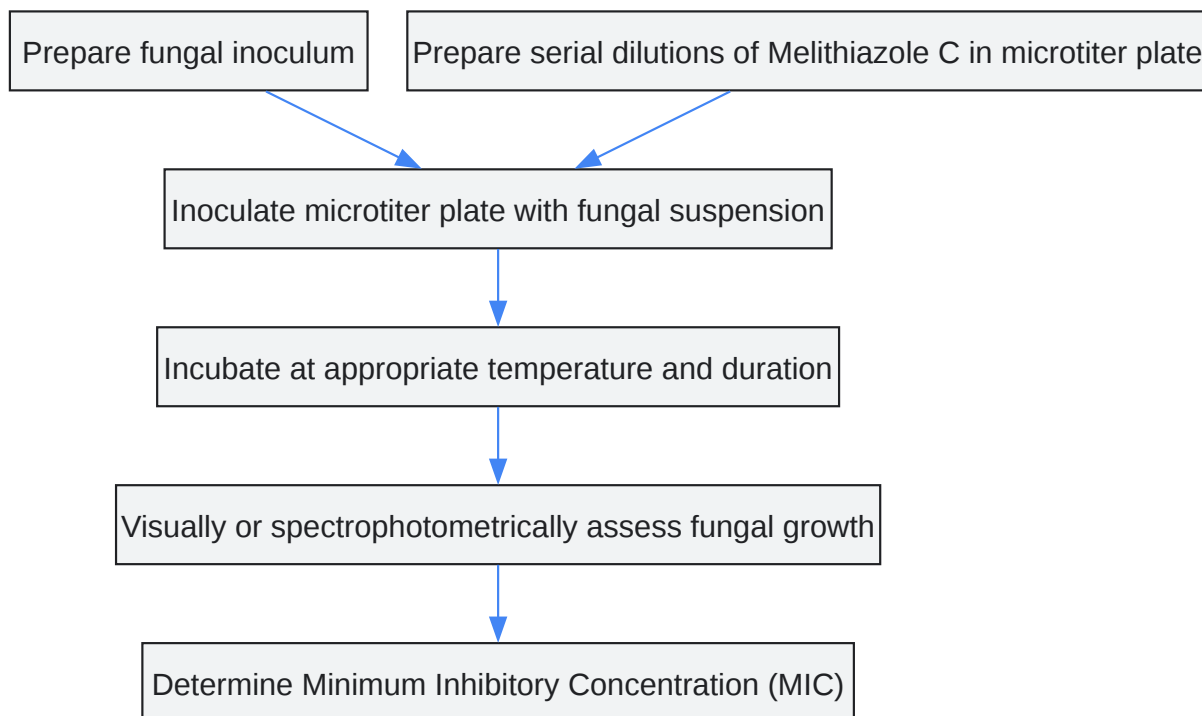 Prepare fungal inoculum
Prepare serial dilutions of Melithiazole C in microtiter plate
Inoculate microtiter plate with fungal suspension
Incubate at appropriate temperature and duration
Visually or spectrophotometrically assess fungal growth
Determine Minimum Inhibitory Concentration (MIC)